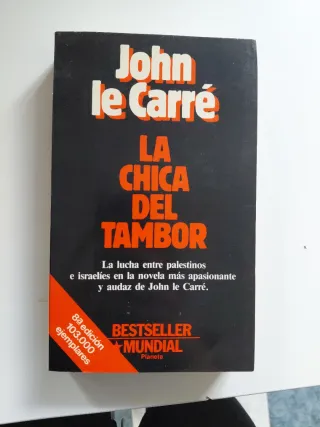 John
le Carré
LA
CHICA
DEL
TAMBOR
La lucha entre palestinos
e israelíes en la novela más apasionante
y audaz de John le Carré.
8a edición
103.000
ejemplares
BESTSELLER
★MUNDIAL
Planeta